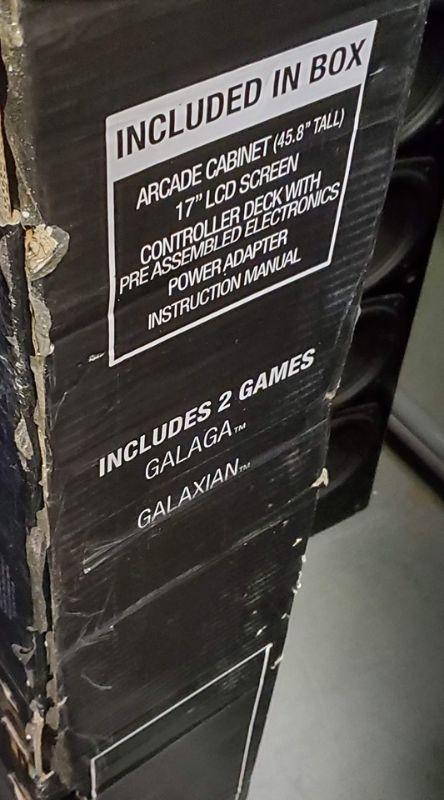 INCLUDED IN BOX
ARCADE CABINET (45.8" TALL)
17" LCD SCREEN
CONTROLLER DECK WITH
PRE ASSEMBLED ELECTRONICS
POWER ADAPTER
INSTRUCTION MANUAL
INCLUDES 2 GAMES
GALAGA™
GALAXIAN™